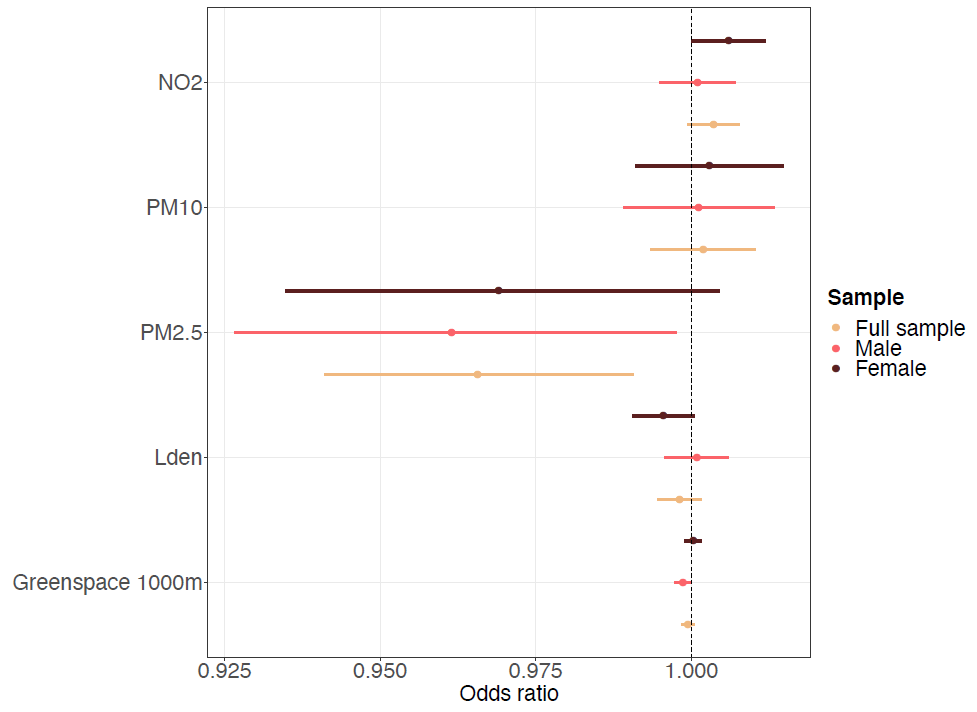 NO2
PM10
PM2.5
Lden
Greenspace 1000m
0.925 0.950 0.975 1.000
Odds ratio
Sample
Full sample
Male
Female